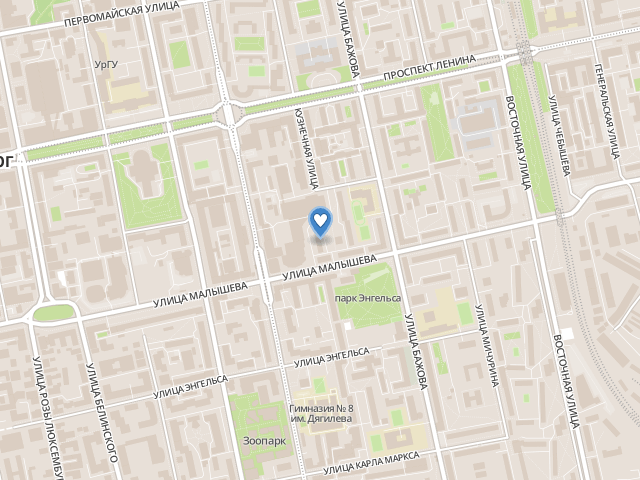 ПЕРВОМАЙСКАЯ УЛИЦА
УЛИЦА БАЖОВА
УрГУ
ПРОСПЕКТ ЛЕНИНА
ГЕНЕРАЛЬСКАЯ УЛИЦА
ВОСТОЧНАЯ УЛИЦА
УЛИЦА ЧЕБЫШЕВА
КУЗНЕЧНАЯ УЛИЦА
УЛИЦА МАЛЫШЕВА
УЛИЦА МАЛЫШЕВА
парк Энгельса
УЛИЦА БАЖОВА
УЛИЦА МИЧУРИНА
ВОСТОЧНАЯ УЛИЦА
УЛИЦА ЭНГЕЛЬСА
УЛИЦА ЭНГЕЛЬСА
УЛИЦА РОЗЫ ЛЮКСЕМБУ
УЛИЦА БЕЛИНСКОГО
Гимназия № 8
им. Дягилева
Зоопарк
УЛИЦА КАРЛА МАРКСА